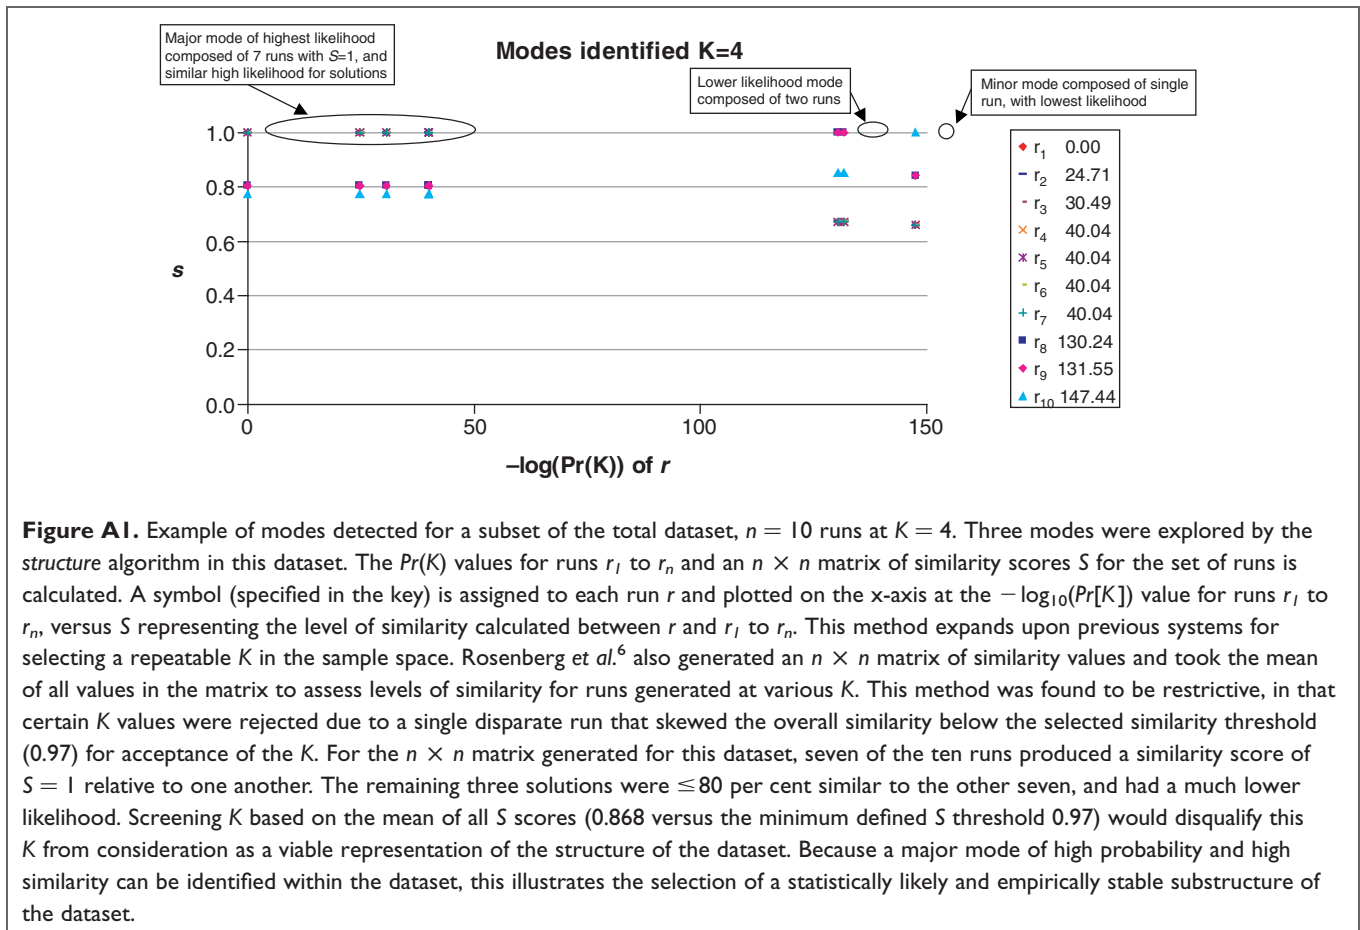 Major mode of highest likelihood
composed of 7 runs with S=1, and
similar high likelihood for solutions
Modes identified K=4
Lower likelihood mode
composed of two runs
Minor mode composed of single
run, with lowest likelihood
1.0
0.8
0.6
s
0.4
0.2
0.0
0
50
100
150
–log(Pr(K)) of r
r1 0.00
r2 24.71
r3 30.49
r4 40.04
r5 40.04
r6 40.04
r7 40.04
r8 130.24
r9 131.55
r10 147.44
Figure A1. Example of modes detected for a subset of the total dataset, n = 10 runs at K = 4. Three modes were explored by the
structure algorithm in this dataset. The Pr(K) values for runs r1 to rn and an n × n matrix of similarity scores S for the set of runs is
calculated. A symbol (specified in the key) is assigned to each run r and plotted on the x-axis at the − log10(Pr[K]) value for runs r1 to
rn, versus S representing the level of similarity calculated between r and r1 to rn. This method expands upon previous systems for
selecting a repeatable K in the sample space. Rosenberg et al.6 also generated an n × n matrix of similarity values and took the mean
of all values in the matrix to assess levels of similarity for runs generated at various K. This method was found to be restrictive, in that
certain K values were rejected due to a single disparate run that skewed the overall similarity below the selected similarity threshold
(0.97) for acceptance of the K. For the n × n matrix generated for this dataset, seven of the ten runs produced a similarity score of
S = 1 relative to one another. The remaining three solutions were ≤80 per cent similar to the other seven, and had a much lower
likelihood. Screening K based on the mean of all S scores (0.868 versus the minimum defined S threshold 0.97) would disqualify this
K from consideration as a viable representation of the structure of the dataset. Because a major mode of high probability and high
similarity can be identified within the dataset, this illustrates the selection of a statistically likely and empirically stable substructure of
the dataset.